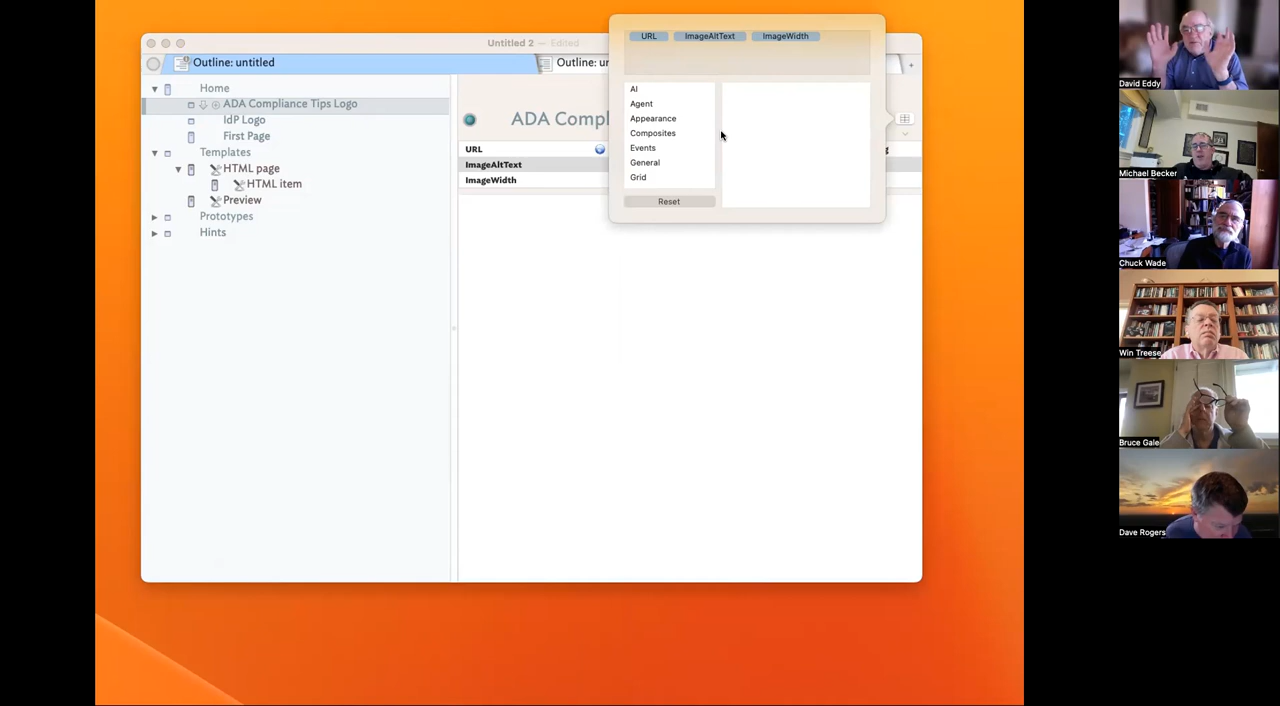 Untitled 2 — Edited
Outline: untitled
Outline: un
+
Home
ADA Compliance Tips Logo
IdP Logo
First Page
Templates
HTML page
HTML item
Preview
Prototypes
Hints
ADA Compl
URL
ImageAltText
ImageWidth
g
URL ImageAltText ImageWidth
AI
Agent
Appearance
Composites
Events
General
Grid
Reset
David Eddy
Michael Becker
Chuck Wade
Win Treese
Bruce Gale
Dave Rogers